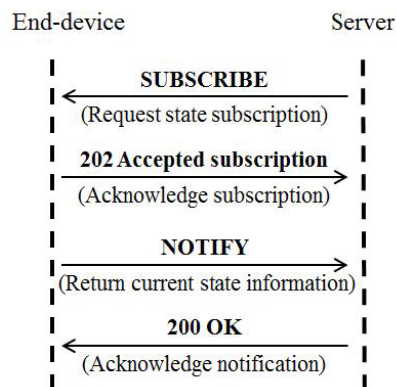 End-device Server
SUBSCRIBE
(Request state subscription)
202 Accepted subscription
(Acknowledge subscription)
NOTIFY
(Return current state information)
200 OK
(Acknowledge notification)